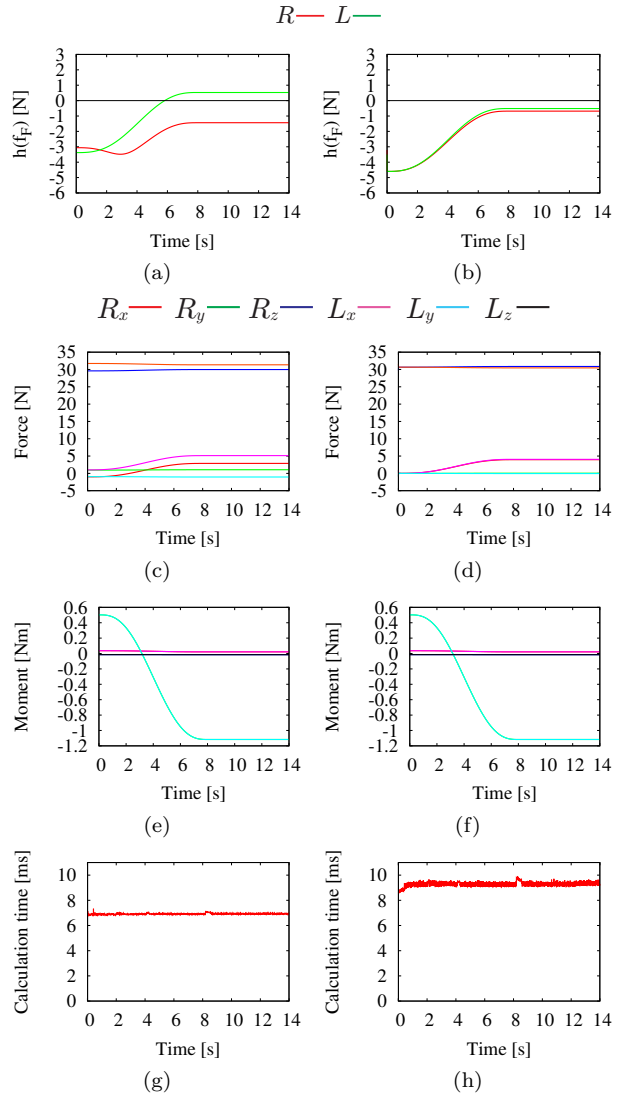 R L
h(f_F) [N]
3
2
1
0
-1
-2
-3
-4
-5
-6
0 2 4 6 8 10 12 14
Time [s]
(a)
h(f_F) [N]
3
2
1
0
-1
-2
-3
-4
-5
-6
0 2 4 6 8 10 12 14
Time [s]
(b)
R_x R_y R_z L_x L_y L_z
Force [N]
35
30
25
20
15
10
5
0
-5
0 2 4 6 8 10 12 14
Time [s]
(c)
Force [N]
35
30
25
20
15
10
5
0
-5
0 2 4 6 8 10 12 14
Time [s]
(d)
Moment [Nm]
0.6
0.4
0.2
0
-0.2
-0.4
-0.6
-0.8
-1
-1.2
0 2 4 6 8 10 12 14
Time [s]
(e)
Moment [Nm]
0.6
0.4
0.2
0
-0.2
-0.4
-0.6
-0.8
-1
-1.2
0 2 4 6 8 10 12 14
Time [s]
(f)
Calculation time [ms]
10
8
6
4
2
0
0 2 4 6 8 10 12 14
Time [s]
(g)
Calculation time [ms]
10
8
6
4
2
0
0 2 4 6 8 10 12 14
Time [s]
(h)